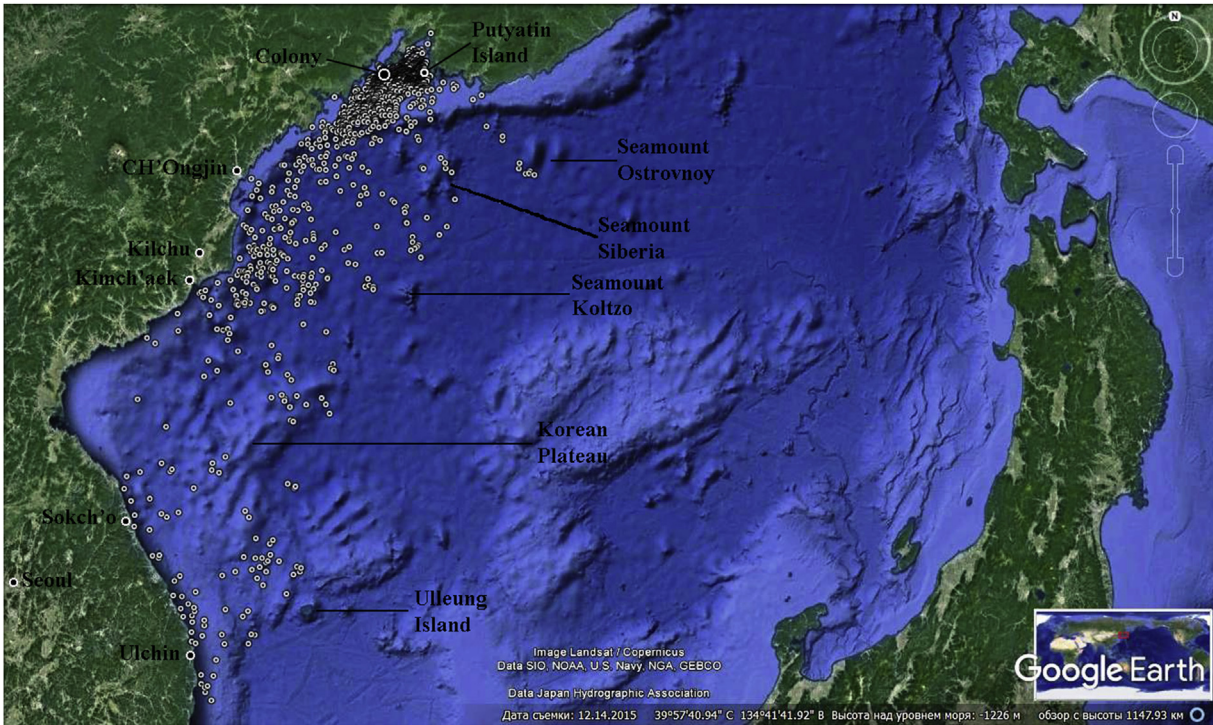 N
Putyatin
Island
Colony
CH'Ongjin
Seamount
Ostrovnoy
Seamount
Siberia
Kilchu
Kimch'aek
Seamount
Koltzo
Korean
Plateau
Sokch'o
Seoul
Ulleung
Island
Ulchin
Image Landsat / Copernicus
Data SIO, NOAA, U.S. Navy, NGA, GEBCO
Data Japan Hydrographic Association
Google Earth
Дата съемки: 12.14.2015 39°57'40.94" С 134°41'41.92" В Высота над уровнем моря: -1226 м обзор с высоты 1147.93 км